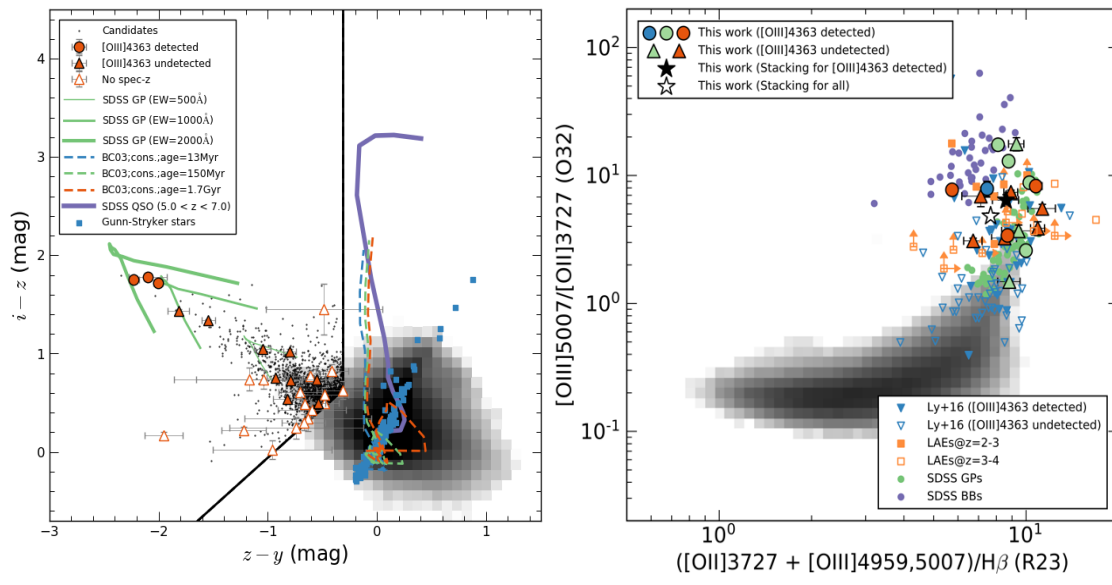 Candidates
[OIII]4363 detected
[OIII]4363 undetected
No spec-z
SDSS GP (EW=500Å)
SDSS GP (EW=1000Å)
SDSS GP (EW=2000Å)
BC03;cons.;age=13Myr
BC03;cons.;age=150Myr
BC03;cons.;age=1.7Gyr
SDSS QSO (5.0 < z < 7.0)
Gunn-Stryker stars
4
3
2
1
0
i − z (mag)
−3
−2
−1
0
1
z − y (mag)
This work ([OIII]4363 detected)
This work ([OIII]4363 undetected)
This work (Stacking for [OIII]4363 detected)
This work (Stacking for all)
10²
10¹
10⁰
10⁻¹
[OIII]5007/[OII]3727 (O32)
Ly+16 ([OIII]4363 detected)
Ly+16 ([OIII]4363 undetected)
LAEs@z=2-3
LAEs@z=3-4
SDSS GPs
SDSS BBs
10⁰
10¹
([OII]3727 + [OIII]4959,5007)/Hβ (R23)